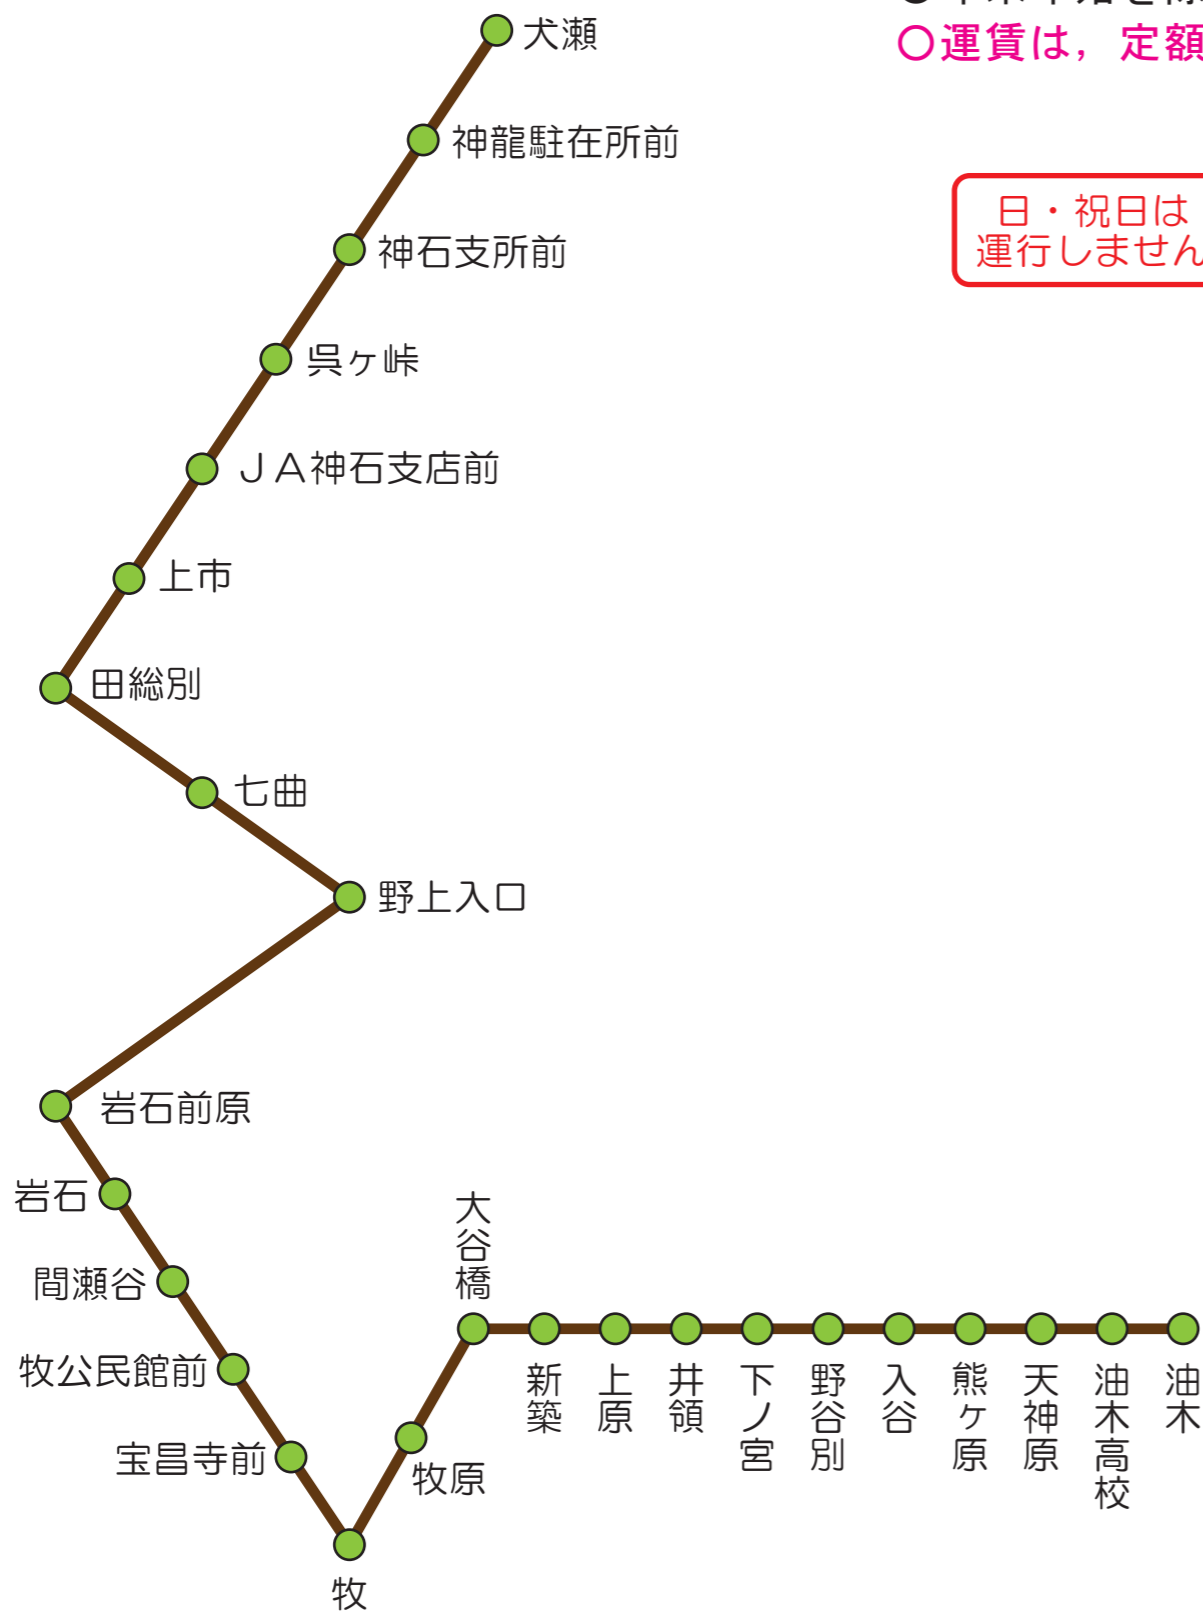 ○運賃は，定額
日・祝日は
運行しません
犬瀬
神龍駐在所前
神石支所前
呉ヶ峠
ＪＡ神石支店前
上市
田総別
七曲
野上入口
岩石前原
岩石
間瀬谷
牧公民館前
宝昌寺前
牧
牧原
大谷橋
新築
上原
井領
下ノ宮
野谷別
入谷
熊ヶ原
天神原
油木高校
油木